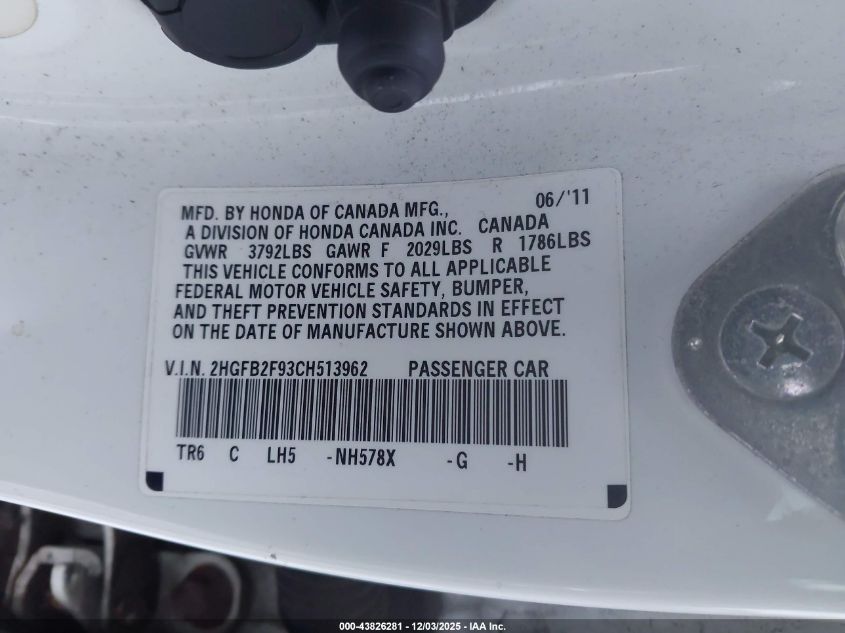 06/'11
MFD. BY HONDA OF CANADA MFG.,
A DIVISION OF HONDA CANADA INC. CANADA
GVWR 3792LBS GAWR F 2029LBS R 1786LBS
THIS VEHICLE CONFORMS TO ALL APPLICABLE
FEDERAL MOTOR VEHICLE SAFETY, BUMPER,
AND THEFT PREVENTION STANDARDS IN EFFECT
ON THE DATE OF MANUFACTURE SHOWN ABOVE.
V.I.N. 2HGFB2F93CH513962 PASSENGER CAR
TR6 C LH5 -NH578X -G -H
000-43826281 - 12/03/2025 - IAA Inc.